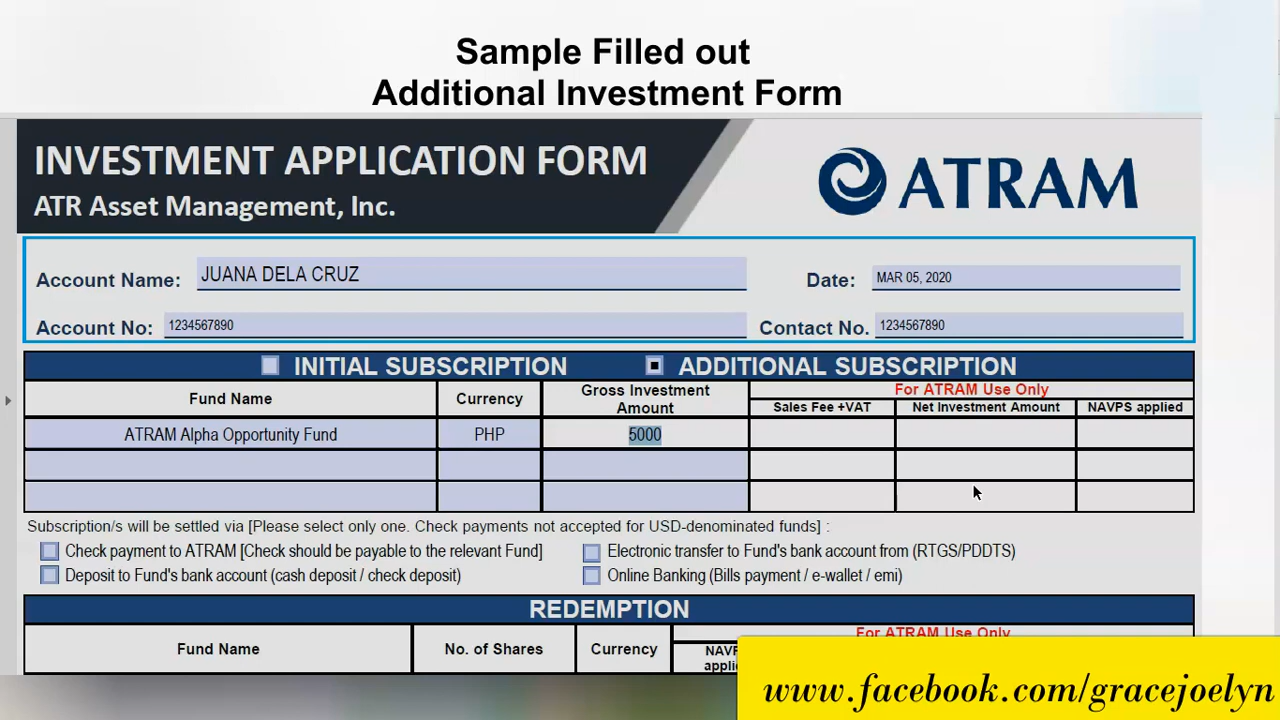 Sample Filled out
Additional Investment Form
INVESTMENT APPLICATION FORM
ATR Asset Management, Inc.
ATRAM
Account Name: JUANA DELA CRUZ
Date: MAR 05, 2020
Account No: 1234567890
Contact No. 1234567890
INITIAL SUBSCRIPTION ADDITIONAL SUBSCRIPTION
Fund Name Currency Gross Investment Amount For ATRAM Use Only
Sales Fee +VAT Net Investment Amount NAVPS applied
ATRAM Alpha Opportunity Fund PHP 5000
Subscription/s will be settled via [Please select only one. Check payments not accepted for USD-denominated funds] :
Check payment to ATRAM [Check should be payable to the relevant Fund] Electronic transfer to Fund's bank account from (RTGS/PDDTS)
Deposit to Fund's bank account (cash deposit / check deposit) Online Banking (Bills payment / e-wallet / emi)
REDEMPTION
For ATRAM Use Only
Fund Name No. of Shares Currency
www.facebook.com/gracejoelyn